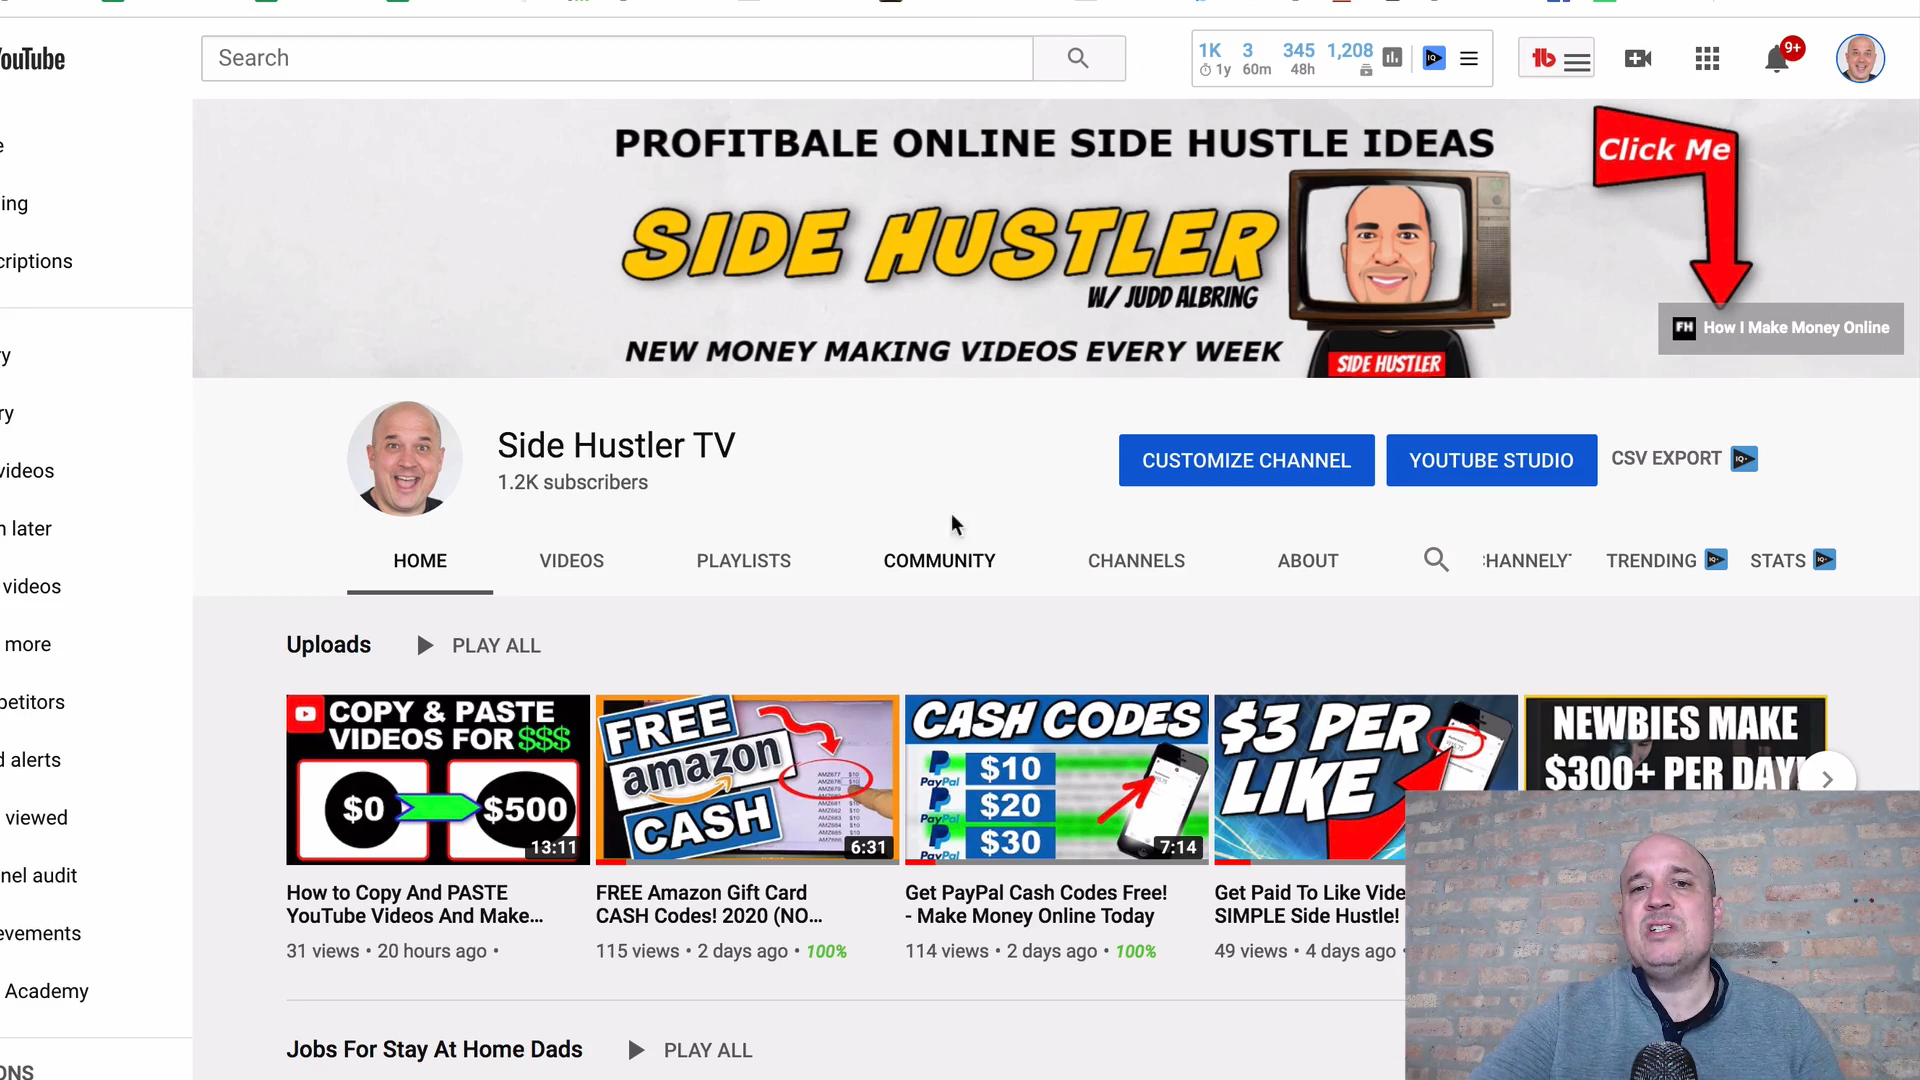 YouTube
Search
1K 3 345 1,208
1y 60m 48h
9+
ing
criptions
videos
later
videos
more
alerts
viewed
Academy
PROFITBALE ONLINE SIDE HUSTLE IDEAS
SIDE HUSTLER
W/ JUDD ALBRING
NEW MONEY MAKING VIDEOS EVERY WEEK
SIDE HUSTLER
Click Me
FH How I Make Money Online
Side Hustler TV
1.2K subscribers
CUSTOMIZE CHANNEL
YOUTUBE STUDIO
CSV EXPORT
HOME VIDEOS PLAYLISTS COMMUNITY CHANNELS ABOUT HANNELY TRENDING STATS
Uploads PLAY ALL
COPY & PASTE
VIDEOS FOR $$$
$0 $500
13:11
How to Copy And PASTE
YouTube Videos And Make...
31 views • 20 hours ago •
FREE
amazon
CASH
6:31
FREE Amazon Gift Card
CASH Codes! 2020 (NO...
115 views • 2 days ago • 100%
CASH CODES
PayPal $10
PayPal $20
PayPal $30
7:14
Get PayPal Cash Codes Free!
- Make Money Online Today
114 views • 2 days ago • 100%
$3 PER
LIKE
Get Paid To Like Vide
SIMPLE Side Hustle!
49 views • 4 days ago •
NEWBIES MAKE
$300+ PER DAY!
Jobs For Stay At Home Dads PLAY ALL